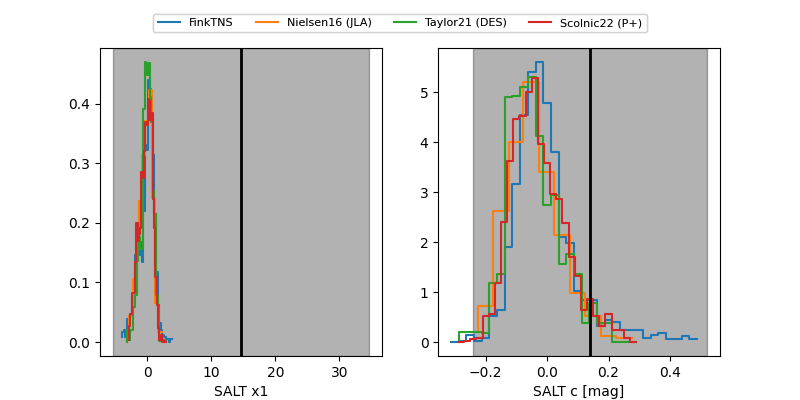 FinkTNS Nielsen16 (JLA) Taylor21 (DES) Scolnic22 (P+)
0.4
0.3
0.2
0.1
0.0
0 10 20 30
SALT x1
5
4
3
2
1
0
−0.2 0.0 0.2 0.4
SALT c [mag]